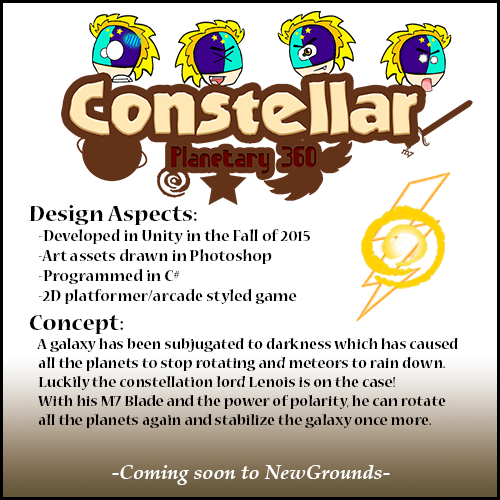 Constellar
Planetary 360
M7
Design Aspects:
-Developed in Unity in the Fall of 2015
-Art assets drawn in Photoshop
-Programmed in C#
-2D platformer/arcade styled game
Concept:
A galaxy has been subjugated to darkness which has caused
all the planets to stop rotating and meteors to rain down.
Luckily the constellation lord Lenois is on the case!
With his M7 Blade and the power of polarity, he can rotate
all the planets again and stabilize the galaxy once more.
-Coming soon to NewGrounds-